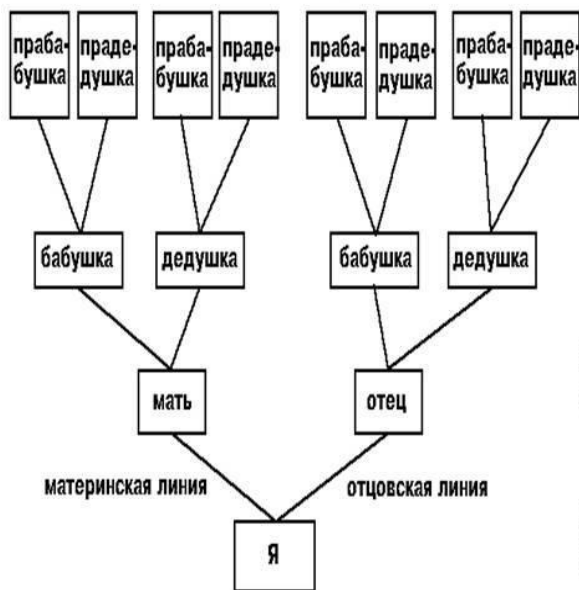 праба-
бушка
праде-
душка
праба-
бушка
праде-
душка
праба-
бушка
праде-
душка
праба-
бушка
праде-
душка
бабушка
дедушка
бабушка
дедушка
мать
отец
материнская линия
отцовская линия
Я